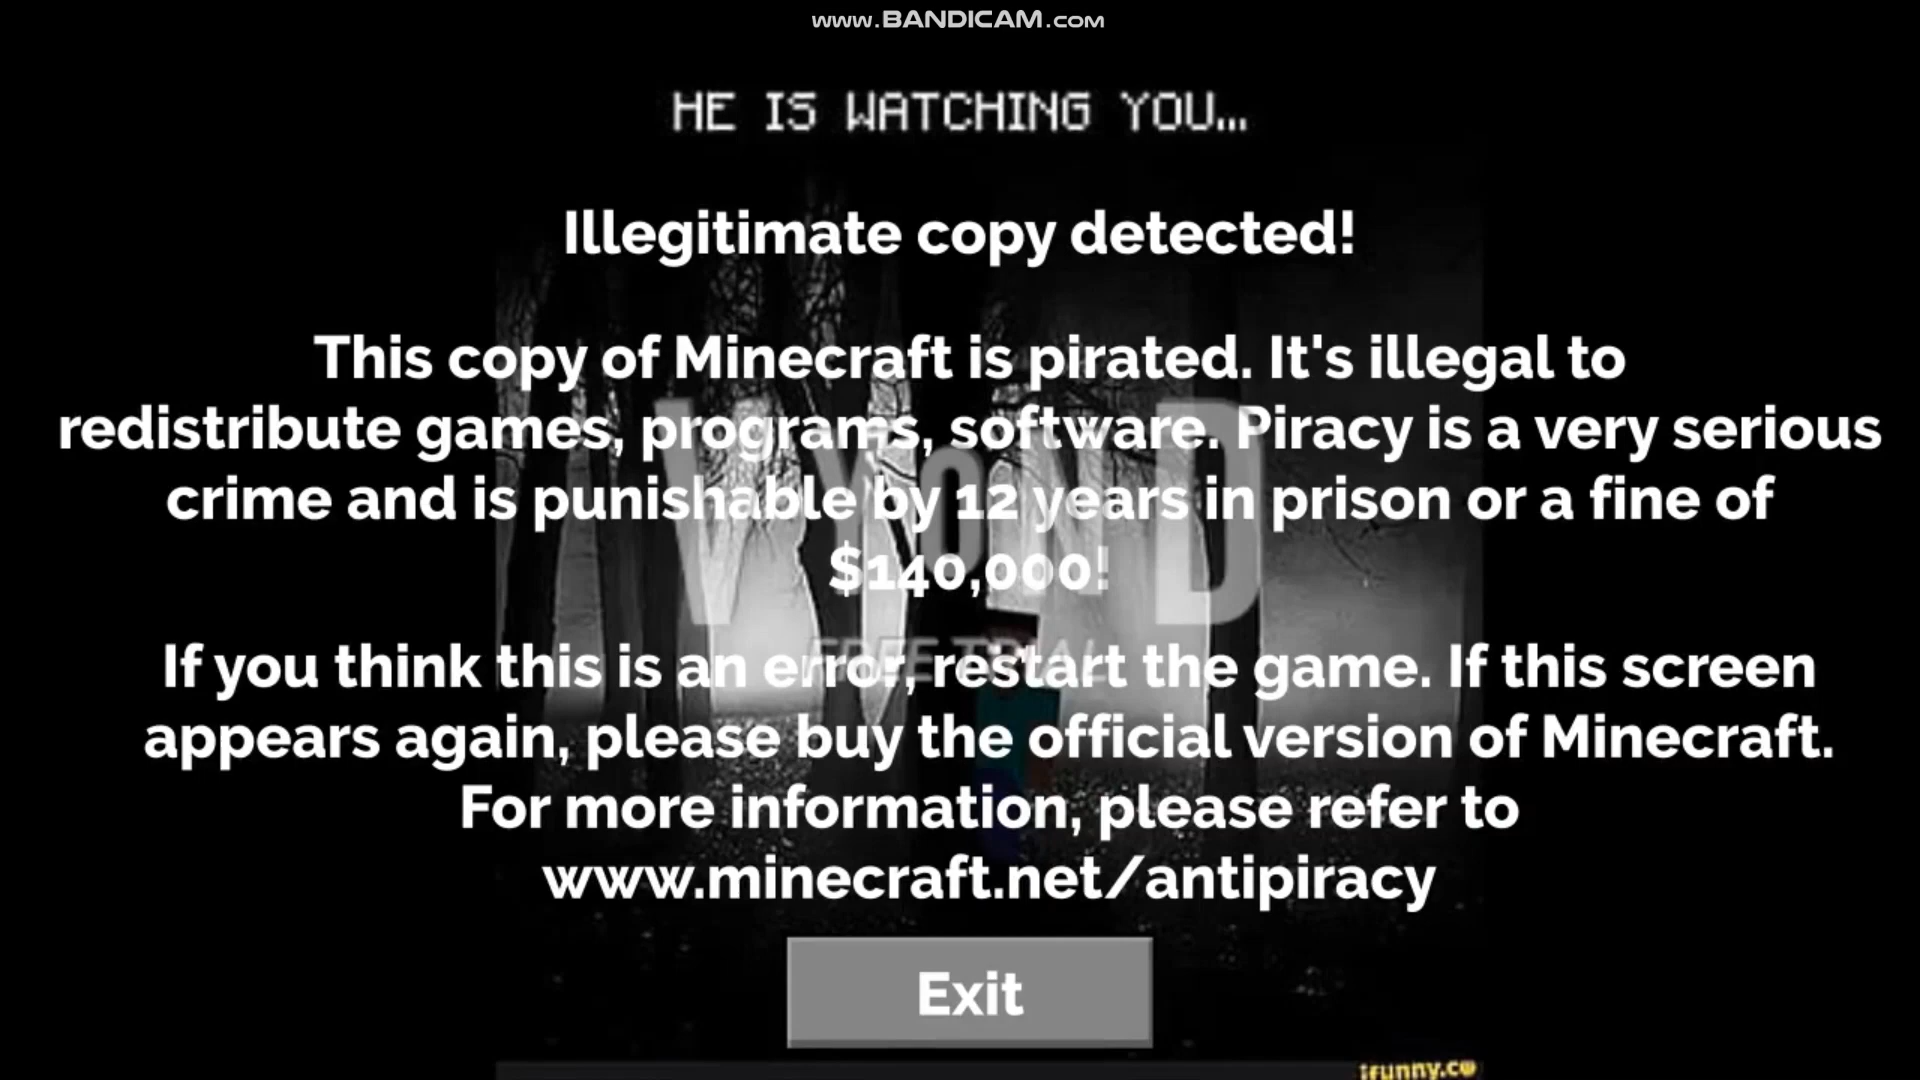 www.BANDICAM.com
HE IS WATCHING YOU...
Illegitimate copy detected!
This copy of Minecraft is pirated. It's illegal to
redistribute games, programs, software. Piracy is a very serious
crime and is punishable by 12 years in prison or a fine of
$140,000!
VYOND
FREE TRIAL
If you think this is an error, restart the game. If this screen
appears again, please buy the official version of Minecraft.
For more information, please refer to
www.minecraft.net/antipiracy
Exit
ifunny.co